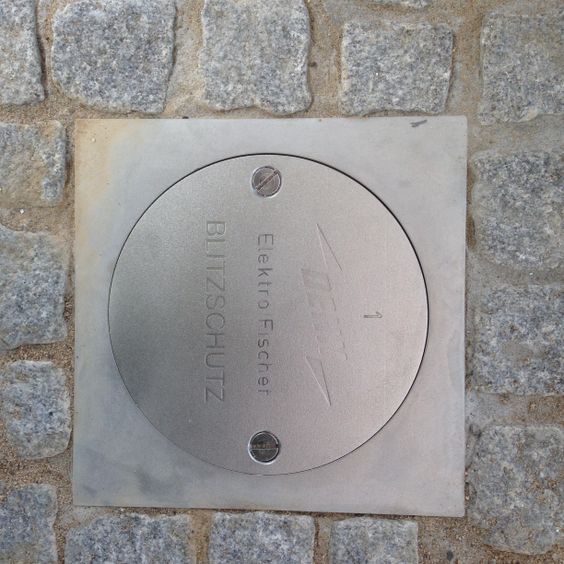 1
DEHN
Elektro Fischer
BLITZSCHUTZ